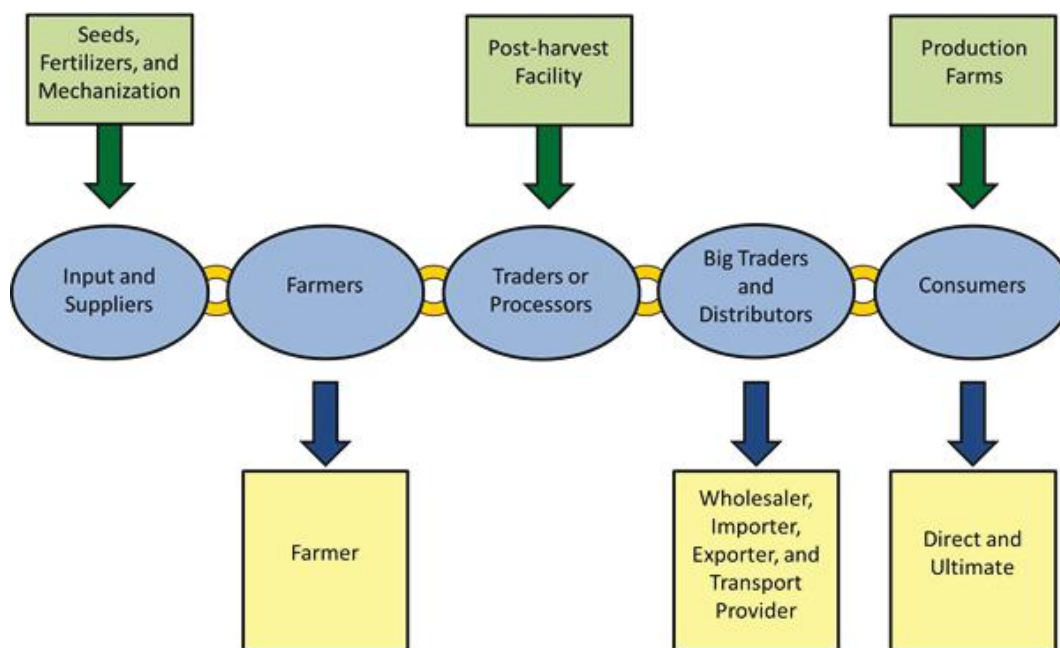 Seeds,
Fertilizers, and
Mechanization
Post-harvest
Facility
Production
Farms
Input and
Suppliers
Farmers
Traders or
Processors
Big Traders
and
Distributors
Consumers
Farmer
Wholesaler,
Importer,
Exporter, and
Transport
Provider
Direct and
Ultimate